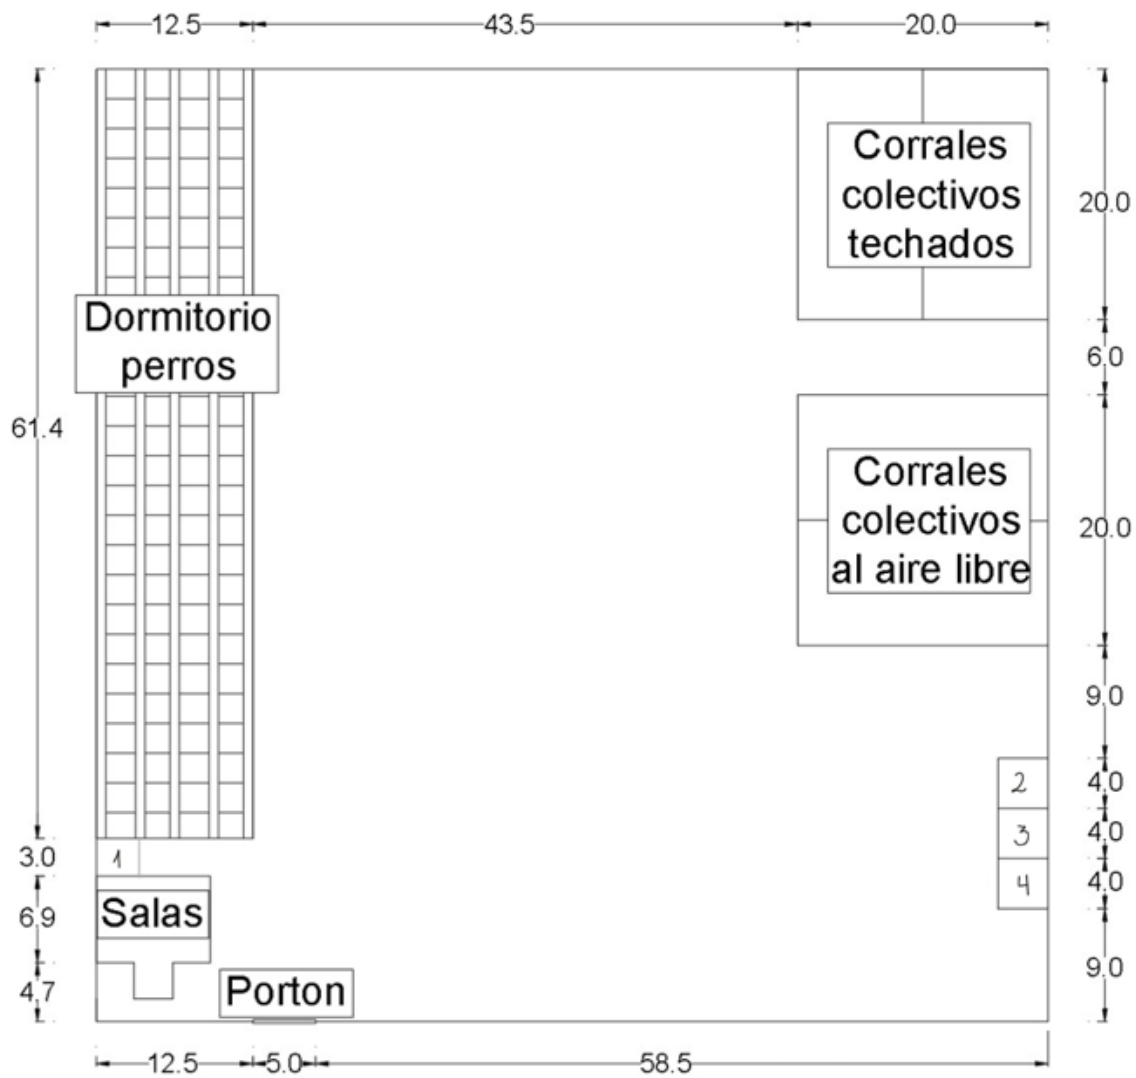 12.5
43.5
20.0
Corrales
colectivos
techados
20.0
Dormitorio
perros
6.0
61.4
Corrales
colectivos
al aire libre
20.0
9.0
2
4.0
3
4.0
3.0
1
4
4.0
6.9
Salas
4.7
Porton
9.0
12.5
5.0
58.5